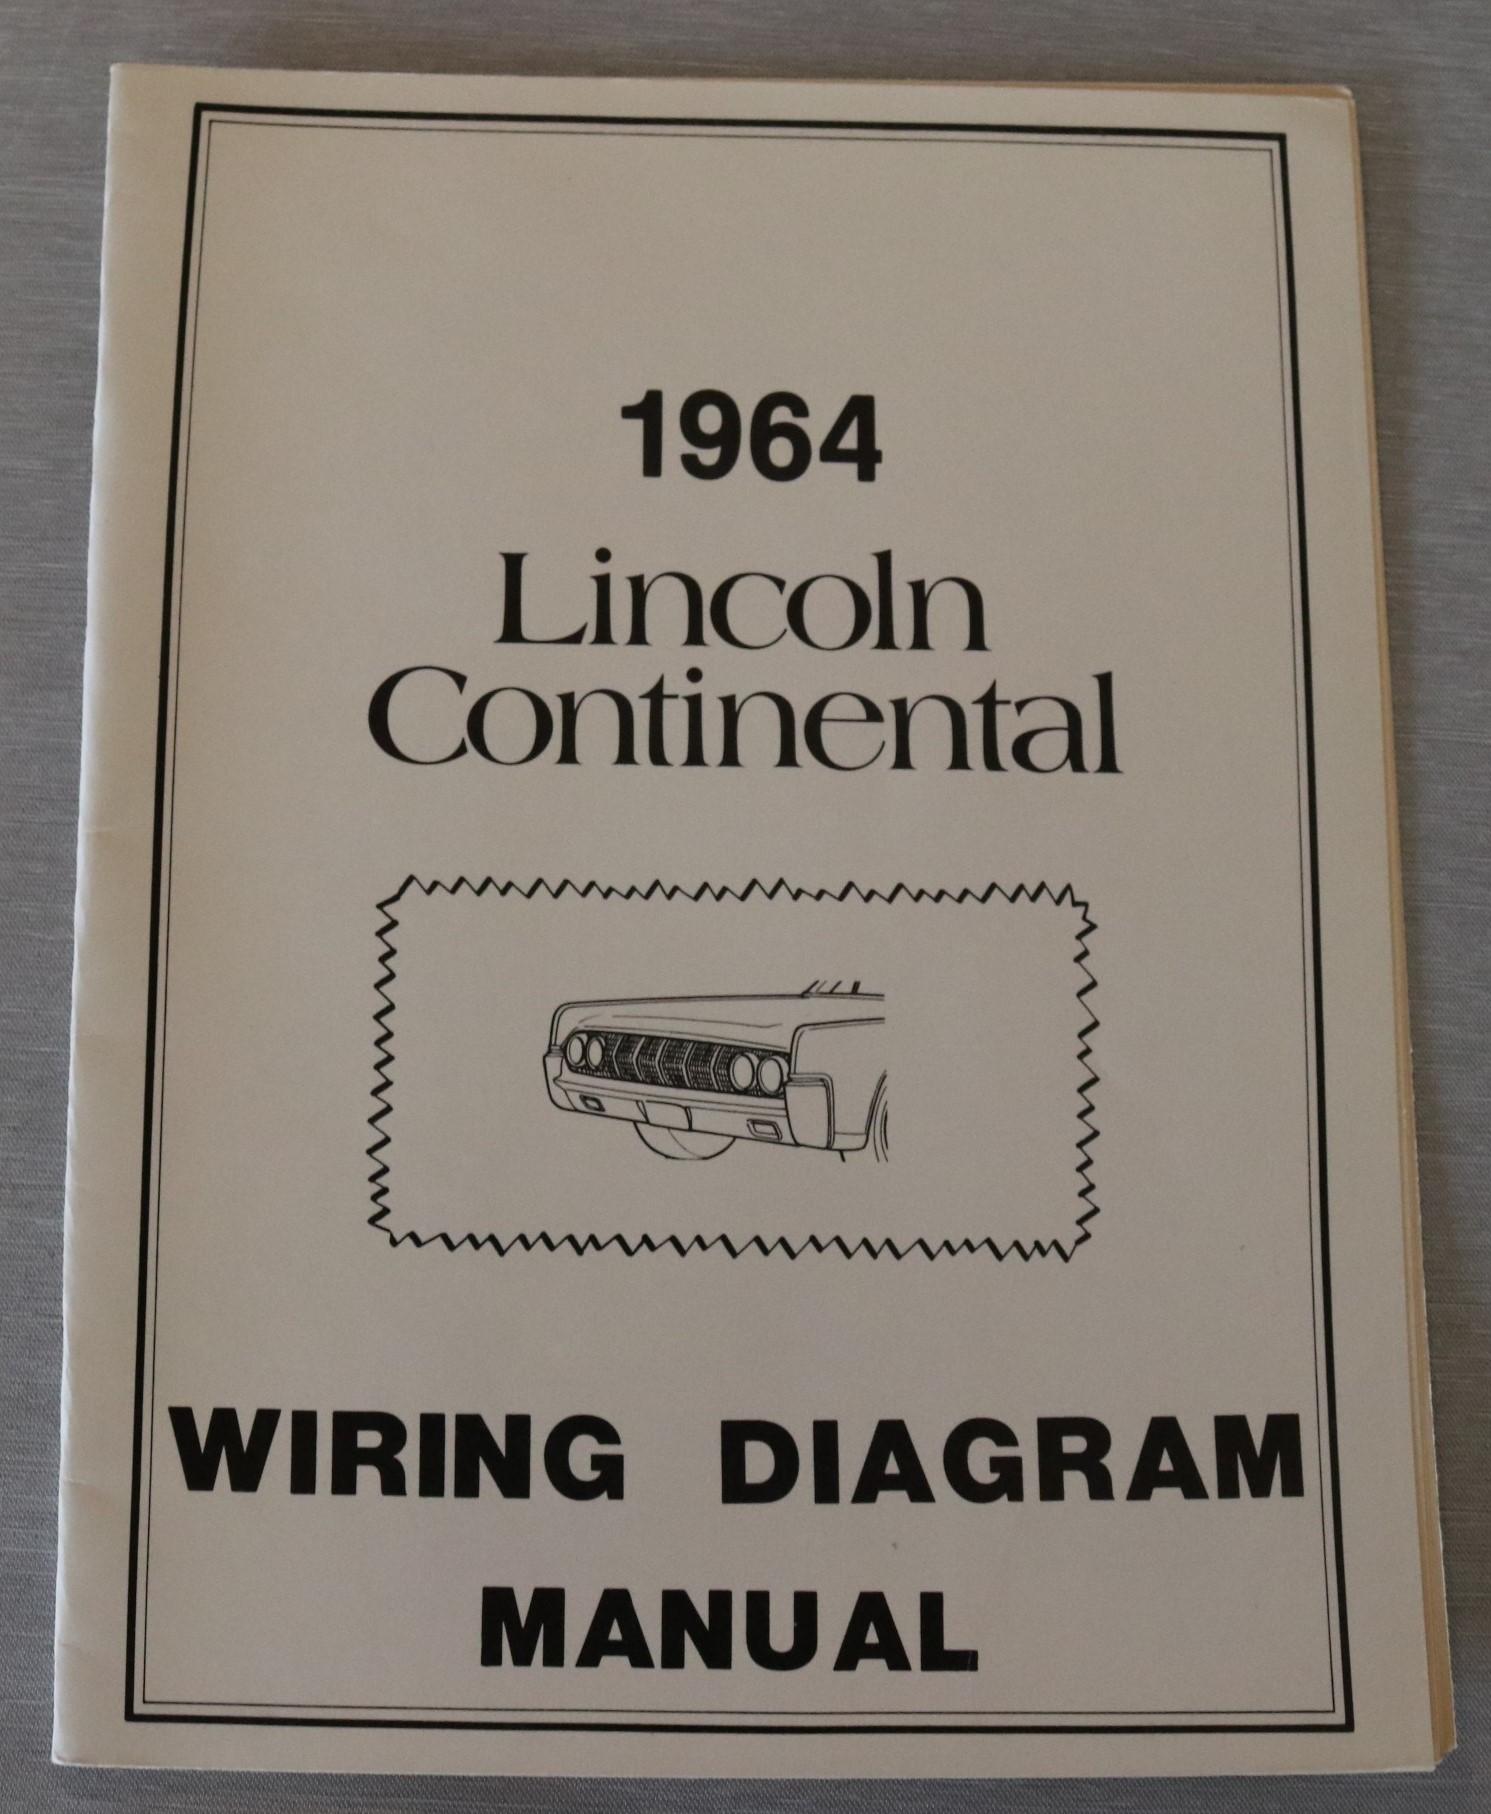 1964
Lincoln
Continental
WIRING DIAGRAM
MANUAL